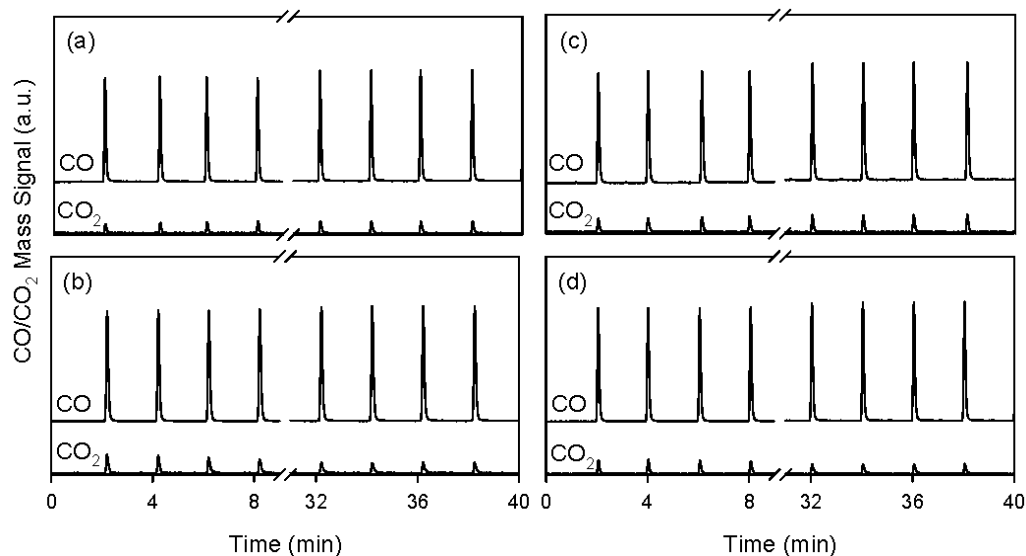 CO/CO₂ Mass Signal (a.u.)
(a)
CO
CO₂
(c)
CO
CO₂
(b)
CO
CO₂
0 4 8 32 36 40
Time (min)
(d)
CO
CO₂
0 4 8 32 36 40
Time (min)